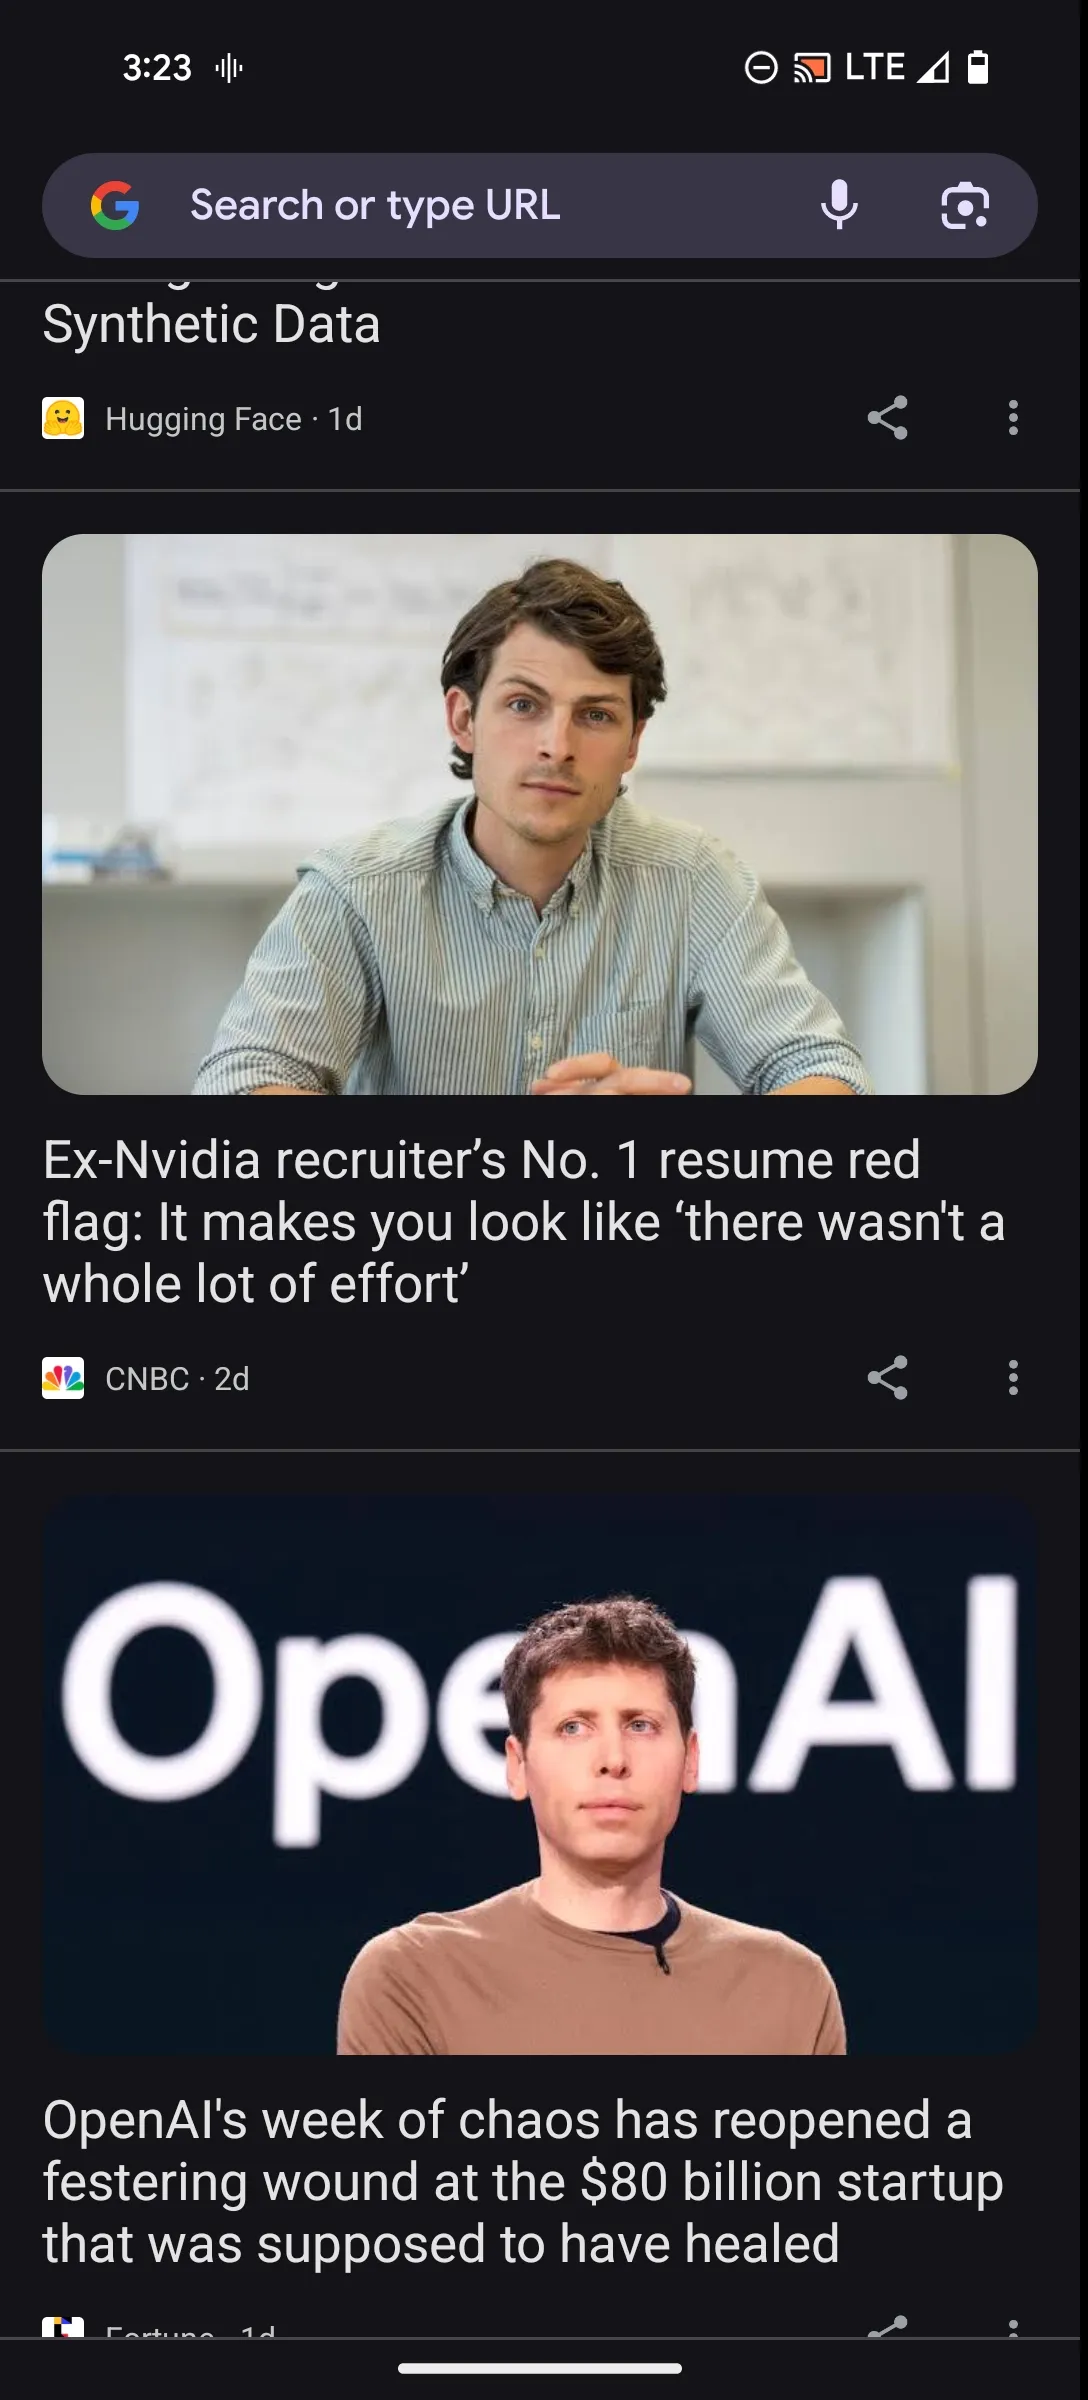 3:23 LTE
Search or type URL
Synthetic Data
Hugging Face · 1d
Ex-Nvidia recruiter’s No. 1 resume red
flag: It makes you look like ‘there wasn't a
whole lot of effort’
CNBC · 2d
OpenAI
OpenAI's week of chaos has reopened a
festering wound at the $80 billion startup
that was supposed to have healed
Fortune · 1d